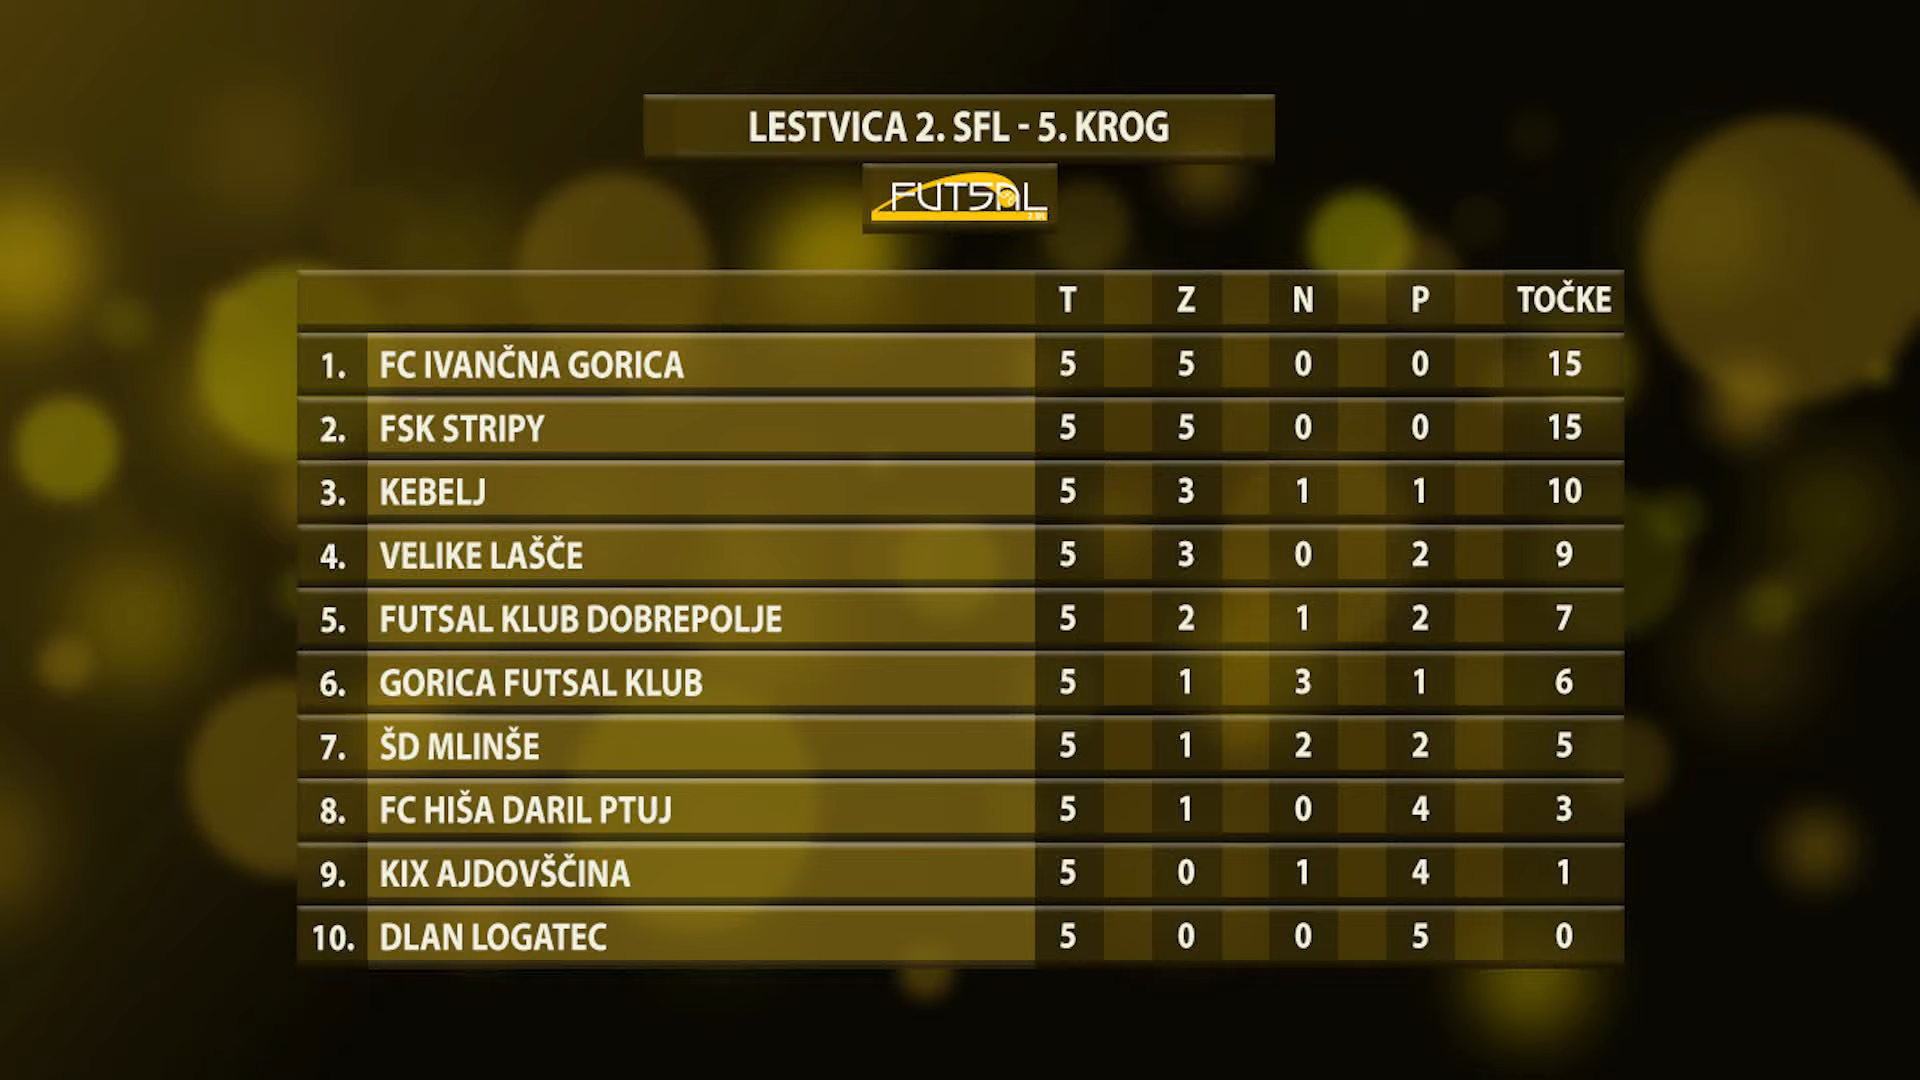 LESTVICA 2. SFL - 5. KROG
FUTSAL
2. SFL
T Z N P TOČKE
1. FC IVANČNA GORICA 5 5 0 0 15
2. FSK STRIPY 5 5 0 0 15
3. KEBELJ 5 3 1 1 10
4. VELIKE LAŠČE 5 3 0 2 9
5. FUTSAL KLUB DOBREPOLJE 5 2 1 2 7
6. GORICA FUTSAL KLUB 5 1 3 1 6
7. ŠD MLINŠE 5 1 2 2 5
8. FC HIŠA DARIL PTUJ 5 1 0 4 3
9. KIX AJDOVŠČINA 5 0 1 4 1
10. DLAN LOGATEC 5 0 0 5 0